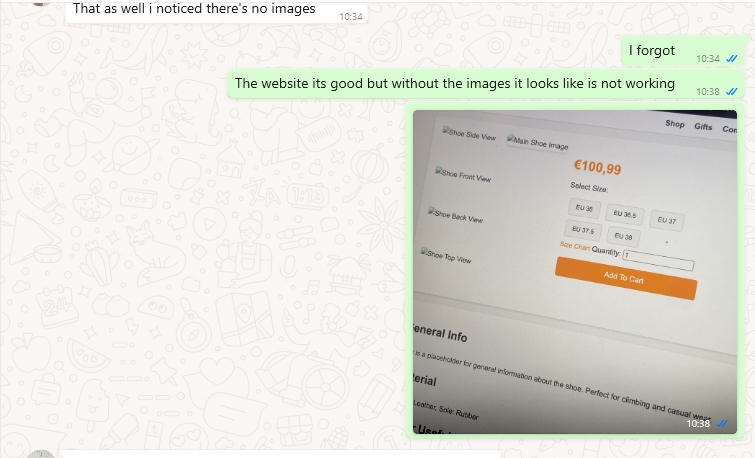 That as well i noticed there's no images
10:34
I forgot
10:34
The website its good but without the images it looks like is not working
10:38
Shop Gifts Con
Shoe Side View
Main Shoe Image
€100,99
Select Size:
Shoe Front View
EU 36 EU 36.5 EU 37
Shoe Back View
EU 37.5 EU 38
Size Chart Quantity: 1
Shoe Top View
Add To Cart
eneral Info
is a placeholder for general information about the shoe. Perfect for climbing and casual wear
terial
Leather, Sole: Rubber
10:38